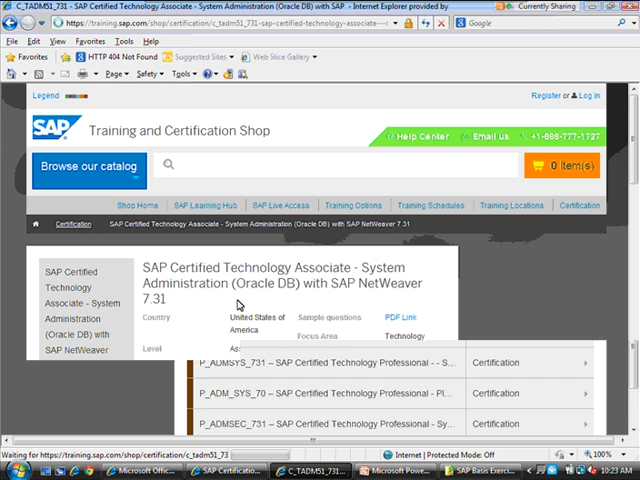 C_TADM51_731 - SAP Certified Technology Associate - System Administration (Oracle DB) with SAP - Internet Explorer provided by
Currently Sharing
https://training.sap.com/shop/certification/c_tadm51_731-sap-certified-technology-associate---system
Google
File Edit View Favorites Tools Help
Favorites HTTP 404 Not Found Suggested Sites Web Slice Gallery
Page Safety Tools
Legend
Register or Log in
SAP Training and Certification Shop
Help Center Email us +1-866-777-1727
Browse our catalog
0 Item(s)
Shop Home SAP Learning Hub SAP Live Access Training Options Training Schedules Training Locations Certification
Certification SAP Certified Technology Associate - System Administration (Oracle DB) with SAP NetWeaver 7.31
SAP Certified
Technology
Associate - System
Administration
(Oracle DB) with
SAP NetWeaver
SAP Certified Technology Associate - System
Administration (Oracle DB) with SAP NetWeaver
7.31
Country United States of America
Sample questions PDF Link
Focus Area Technology
Level Ass
P_ADMSYS_731 – SAP Certified Technology Professional - - S... Certification
P_ADM_SYS_70 – SAP Certified Technology Professional - Pl... Certification
P_ADMSEC_731 – SAP Certified Technology Professional - Sy... Certification
Waiting for https://training.sap.com/shop/certification/c_tadm51_73
Internet | Protected Mode: Off
100%
Microsoft Offic...
SAP Certificatio...
C_TADM51_731...
Microsoft Power...
SAP Basis Exerci...
10:23 AM